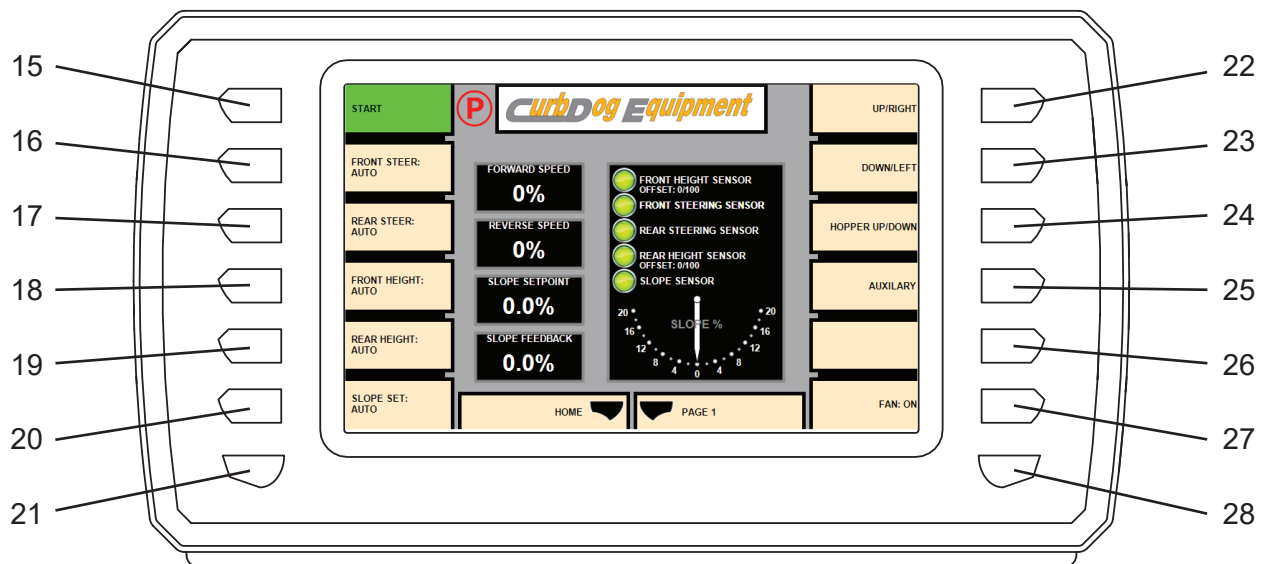 15
16
17
18
19
20
21
START
FRONT STEER:
AUTO
REAR STEER:
AUTO
FRONT HEIGHT:
AUTO
REAR HEIGHT:
AUTO
SLOPE SET:
AUTO
P
CurbDog Equipment
FORWARD SPEED
0%
REVERSE SPEED
0%
SLOPE SETPOINT
0.0%
SLOPE FEEDBACK
0.0%
FRONT HEIGHT SENSOR
OFFSET: 0/100
FRONT STEERING SENSOR
REAR STEERING SENSOR
REAR HEIGHT SENSOR
OFFSET: 0/100
SLOPE SENSOR
SLOPE %
20 16 12 8 4 0 4 8 12 16 20
HOME
PAGE 1
UP/RIGHT
DOWN/LEFT
HOPPER UP/DOWN
AUXILARY
FAN: ON
22
23
24
25
26
27
28